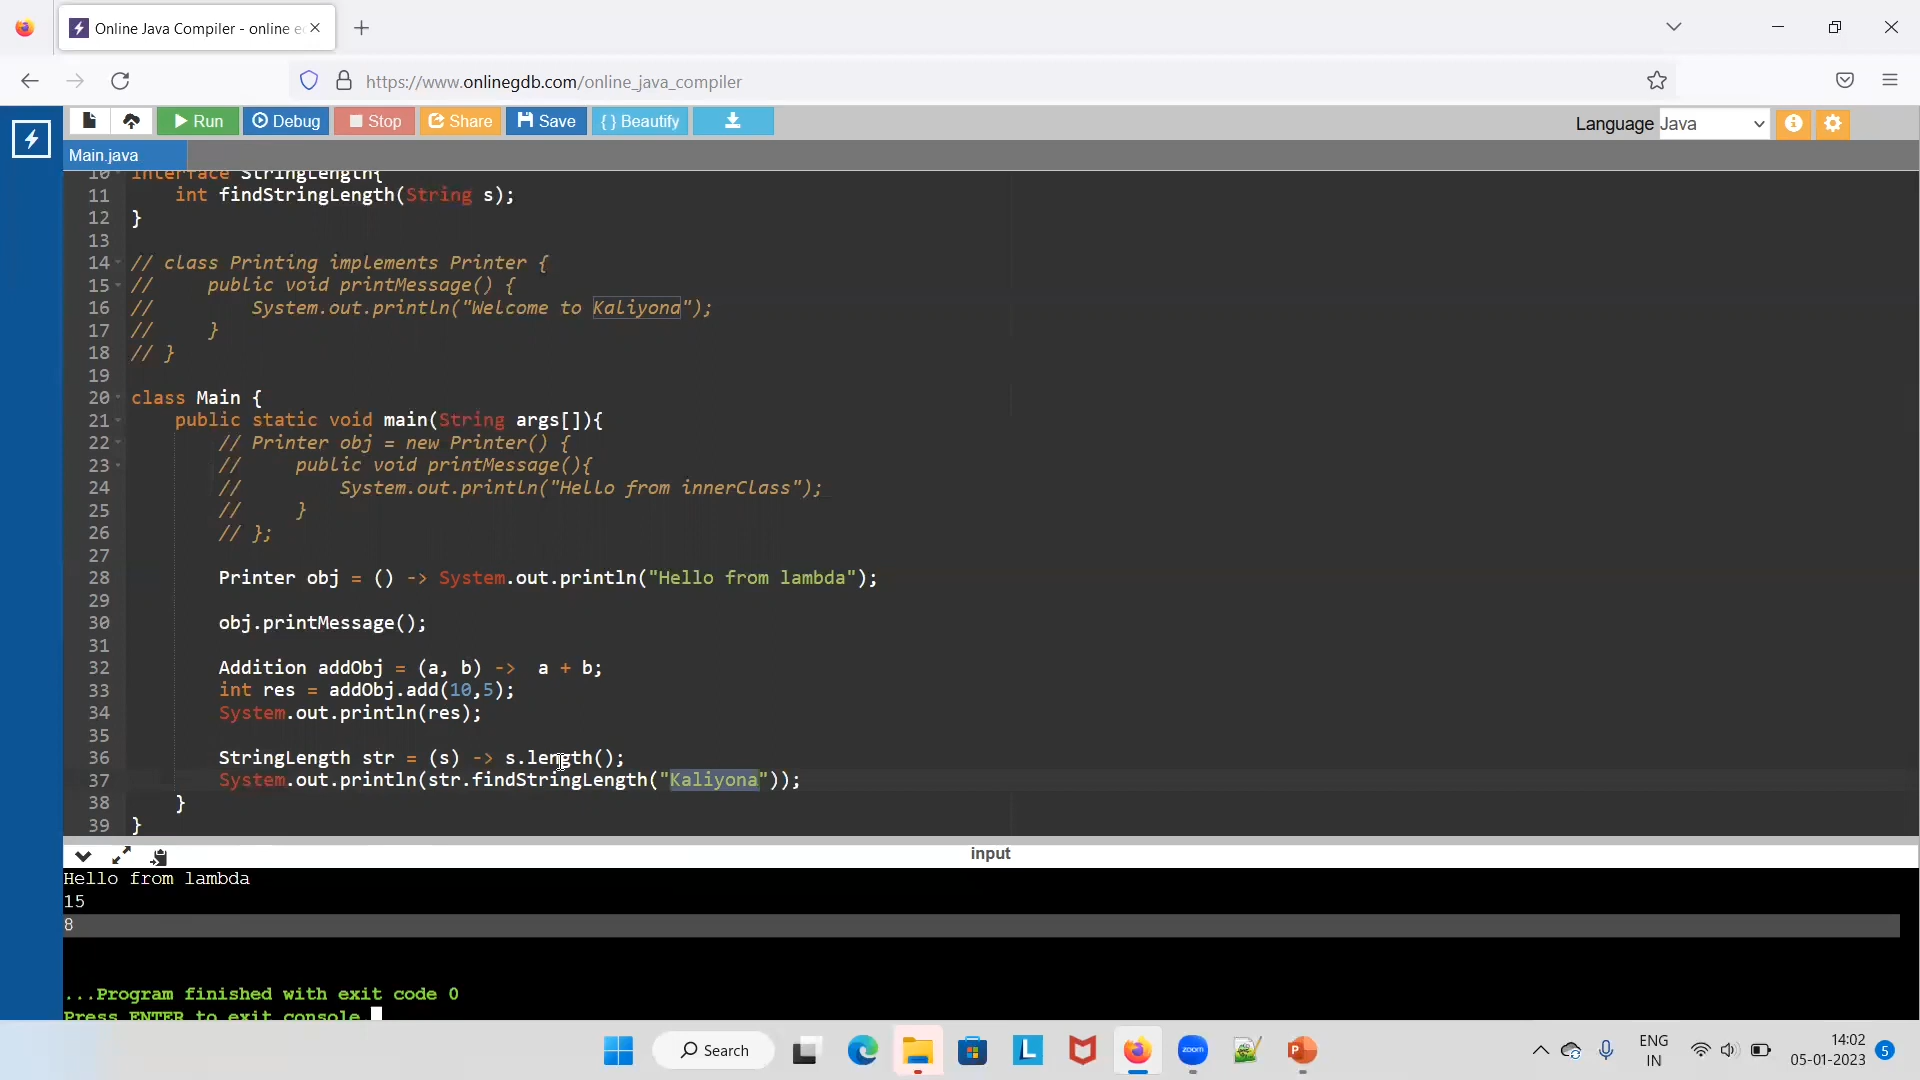 Online Java Compiler - online e
https://www.onlinegdb.com/online_java_compiler
Run Debug Stop Share Save { } Beautify
Language Java
Main.java
10 interface StringLength{
11 int findStringLength(String s);
12 }
13
14 // class Printing implements Printer {
15 // public void printMessage() {
16 // System.out.println("Welcome to Kaliyona");
17 // }
18 // }
19
20 class Main {
21 public static void main(String args[]){
22 // Printer obj = new Printer() {
23 // public void printMessage(){
24 // System.out.println("Hello from innerClass");
25 // }
26 // };
27
28 Printer obj = () -> System.out.println("Hello from lambda");
29
30 obj.printMessage();
31
32 Addition addObj = (a, b) -> a + b;
33 int res = addObj.add(10,5);
34 System.out.println(res);
35
36 StringLength str = (s) -> s.length();
37 System.out.println(str.findStringLength("Kaliyona"));
38 }
39 }
input
Hello from lambda
15
8
...Program finished with exit code 0
Press ENTER to exit console
Search
zoom
ENG
IN
14:02
05-01-2023
5